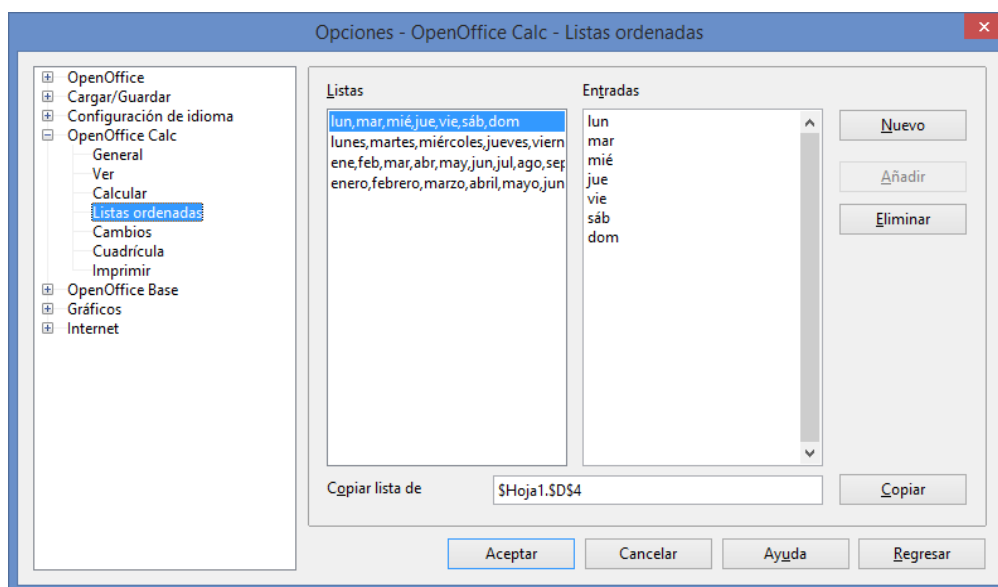 Opciones - OpenOffice Calc - Listas ordenadas
OpenOffice
Cargar/Guardar
Configuración de idioma
OpenOffice Calc
General
Ver
Calcular
Listas ordenadas
Cambios
Cuadrícula
Imprimir
OpenOffice Base
Gráficos
Internet
Listas
lun,mar,mié,jue,vie,sáb,dom
lunes,martes,miércoles,jueves,viern
ene,feb,mar,abr,may,jun,jul,ago,sep
enero,febrero,marzo,abril,mayo,jun
Entradas
lun
mar
mié
jue
vie
sáb
dom
Nuevo
Añadir
Eliminar
Copiar lista de
$Hoja1.$D$4
Copiar
Aceptar
Cancelar
Ayuda
Regresar